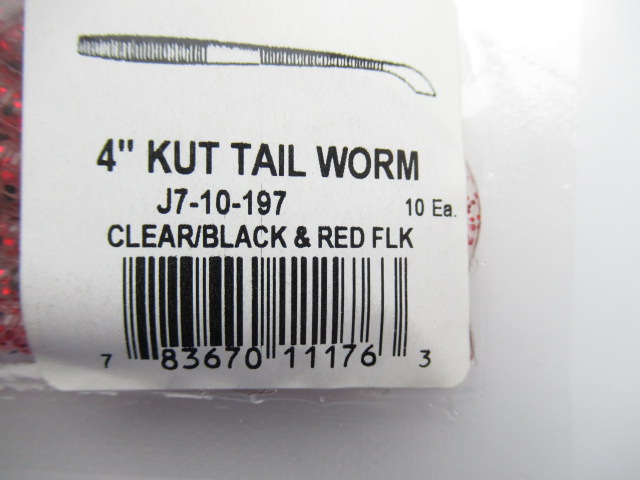 4" KUT TAIL WORM
J7-10-197 10 Ea.
CLEAR/BLACK & RED FLK
7 83670 11176 3